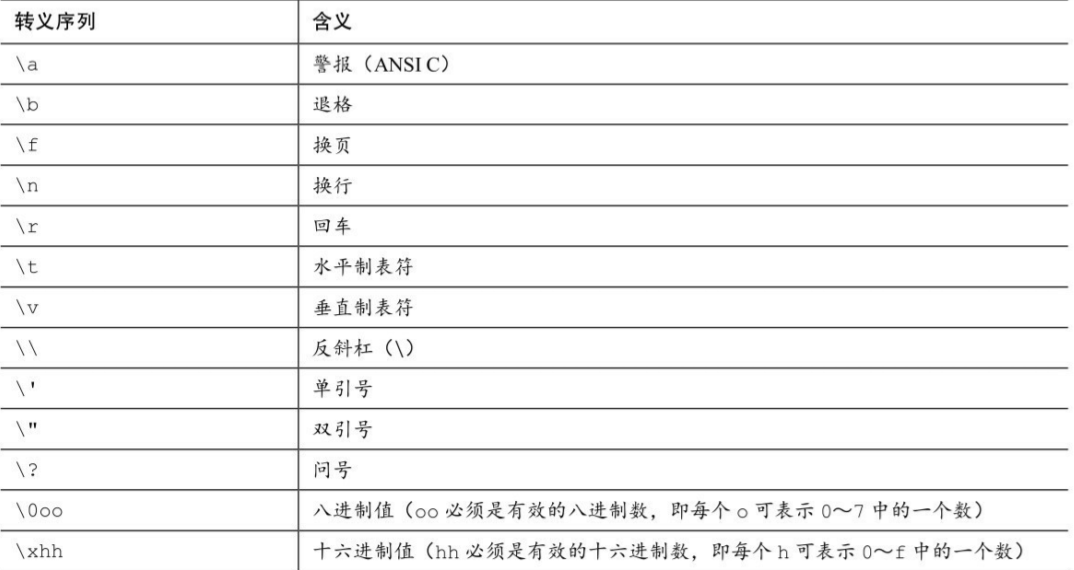 转义序列 含义
\a 警报（ANSI C）
\b 退格
\f 换页
\n 换行
\r 回车
\t 水平制表符
\v 垂直制表符
\\ 反斜杠（\）
\' 单引号
\" 双引号
\? 问号
\0oo 八进制值（oo 必须是有效的八进制数，即每个 o 可表示 0～7 中的一个数）
\xhh 十六进制值（hh 必须是有效的十六进制数，即每个 h 可表示 0～f 中的一个数）